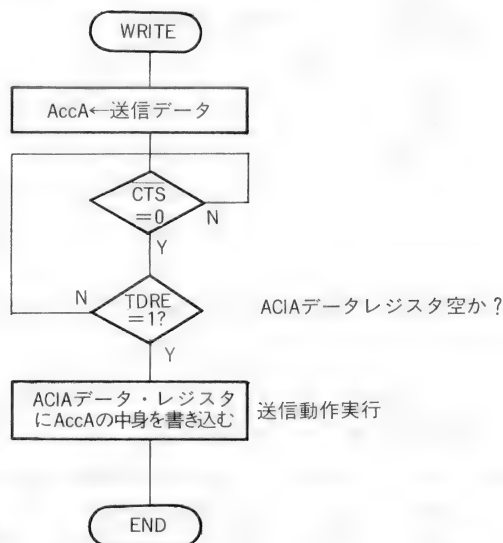 WRITE
AccA←送信データ
C̅T̅S̅
=0
N
Y
N
TDRE
=1?
ACIAデータレジスタ空か?
Y
ACIAデータ・レジスタ
にAccAの中身を書き込む
送信動作実行
END